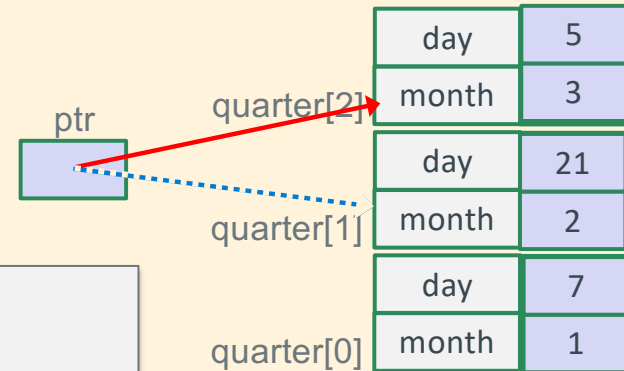 ptr
quarter[2]
day 5
month 3
quarter[1]
day 21
month 2
quarter[0]
day 7
month 1